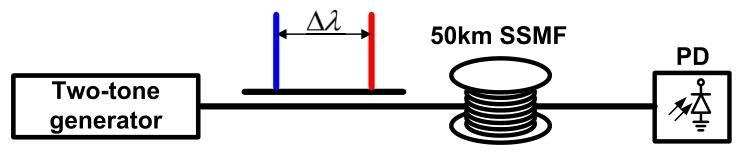 Δλ
50km SSMF
PD
Two-tone
generator